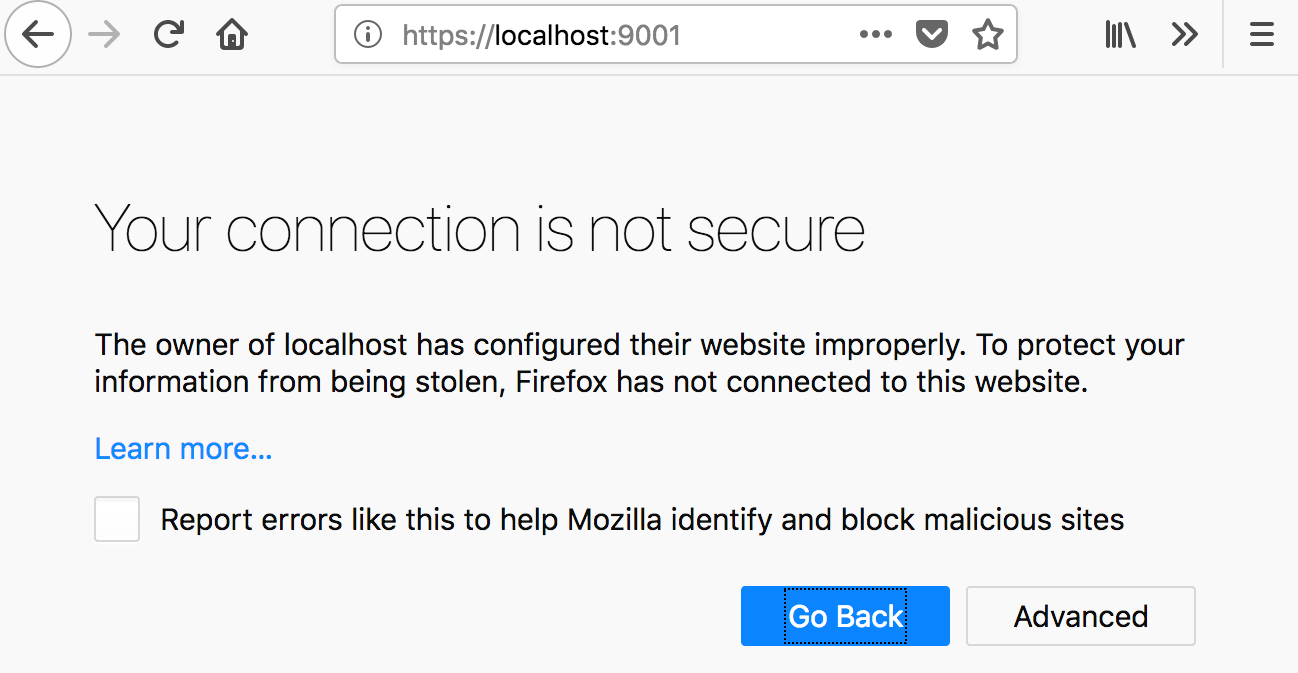 https://localhost:9001
Your connection is not secure
The owner of localhost has configured their website improperly. To protect your
information from being stolen, Firefox has not connected to this website.
Learn more...
Report errors like this to help Mozilla identify and block malicious sites
Go Back
Advanced